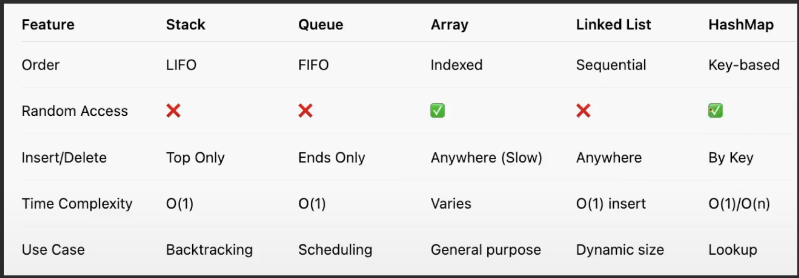 Feature Stack Queue Array Linked List HashMap
Order LIFO FIFO Indexed Sequential Key-based
Random Access ❌ ❌ ✅ ❌ ✅
Insert/Delete Top Only Ends Only Anywhere (Slow) Anywhere By Key
Time Complexity O(1) O(1) Varies O(1) insert O(1)/O(n)
Use Case Backtracking Scheduling General purpose Dynamic size Lookup